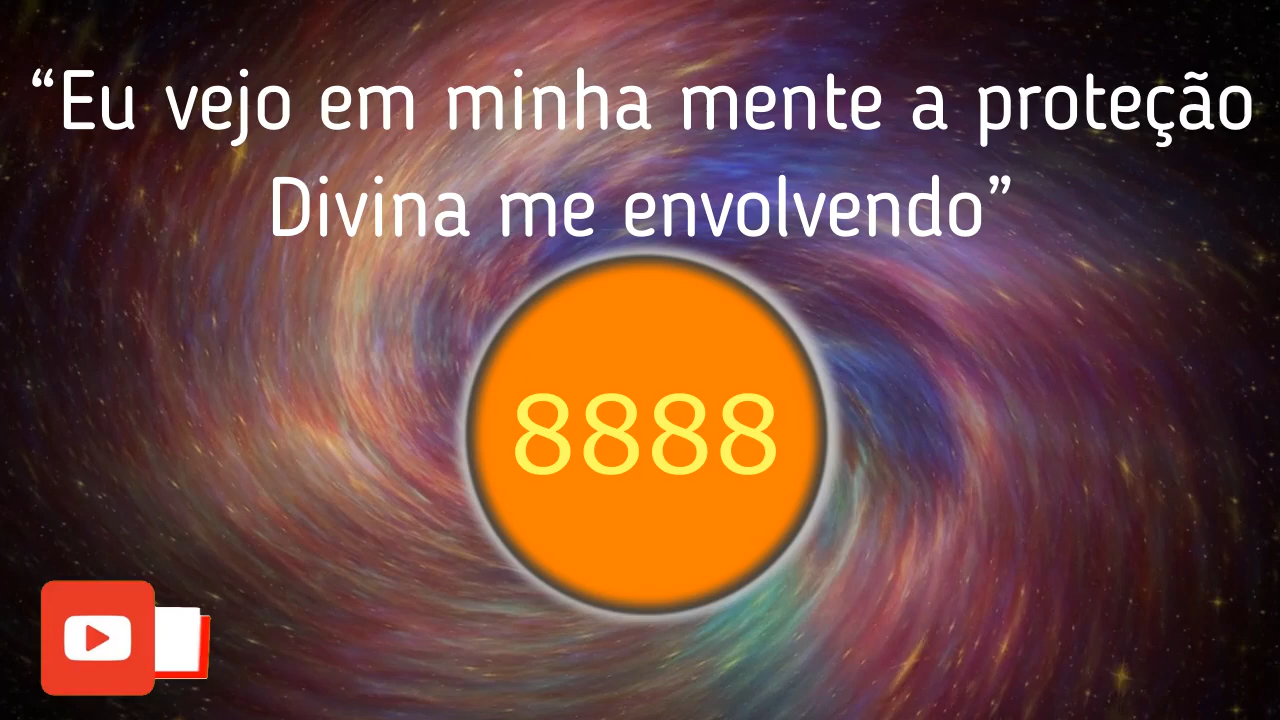 “Eu vejo em minha mente a proteção
Divina me envolvendo”
8888